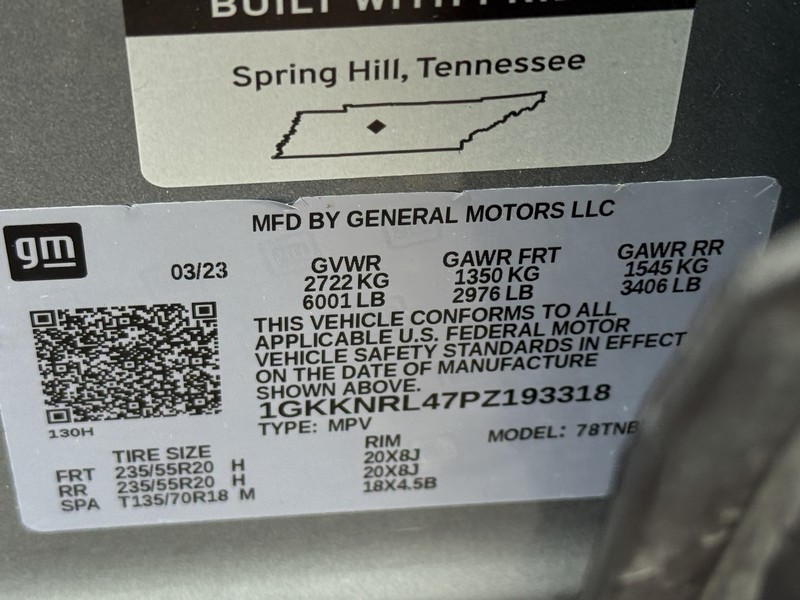 BUILT WITH PRIDE
Spring Hill, Tennessee
gm
MFD BY GENERAL MOTORS LLC
03/23
GVWR
2722 KG
6001 LB
GAWR FRT
1350 KG
2976 LB
GAWR RR
1545 KG
3406 LB
THIS VEHICLE CONFORMS TO ALL
APPLICABLE U.S. FEDERAL MOTOR
VEHICLE SAFETY STANDARDS IN EFFECT
ON THE DATE OF MANUFACTURE
SHOWN ABOVE.
1GKKNRL47PZ193318
TYPE: MPV
MODEL: 78TNB
130H
TIRE SIZE
RIM
FRT 235/55R20 H 20X8J
RR 235/55R20 H 20X8J
SPA T135/70R18 M 18X4.5B